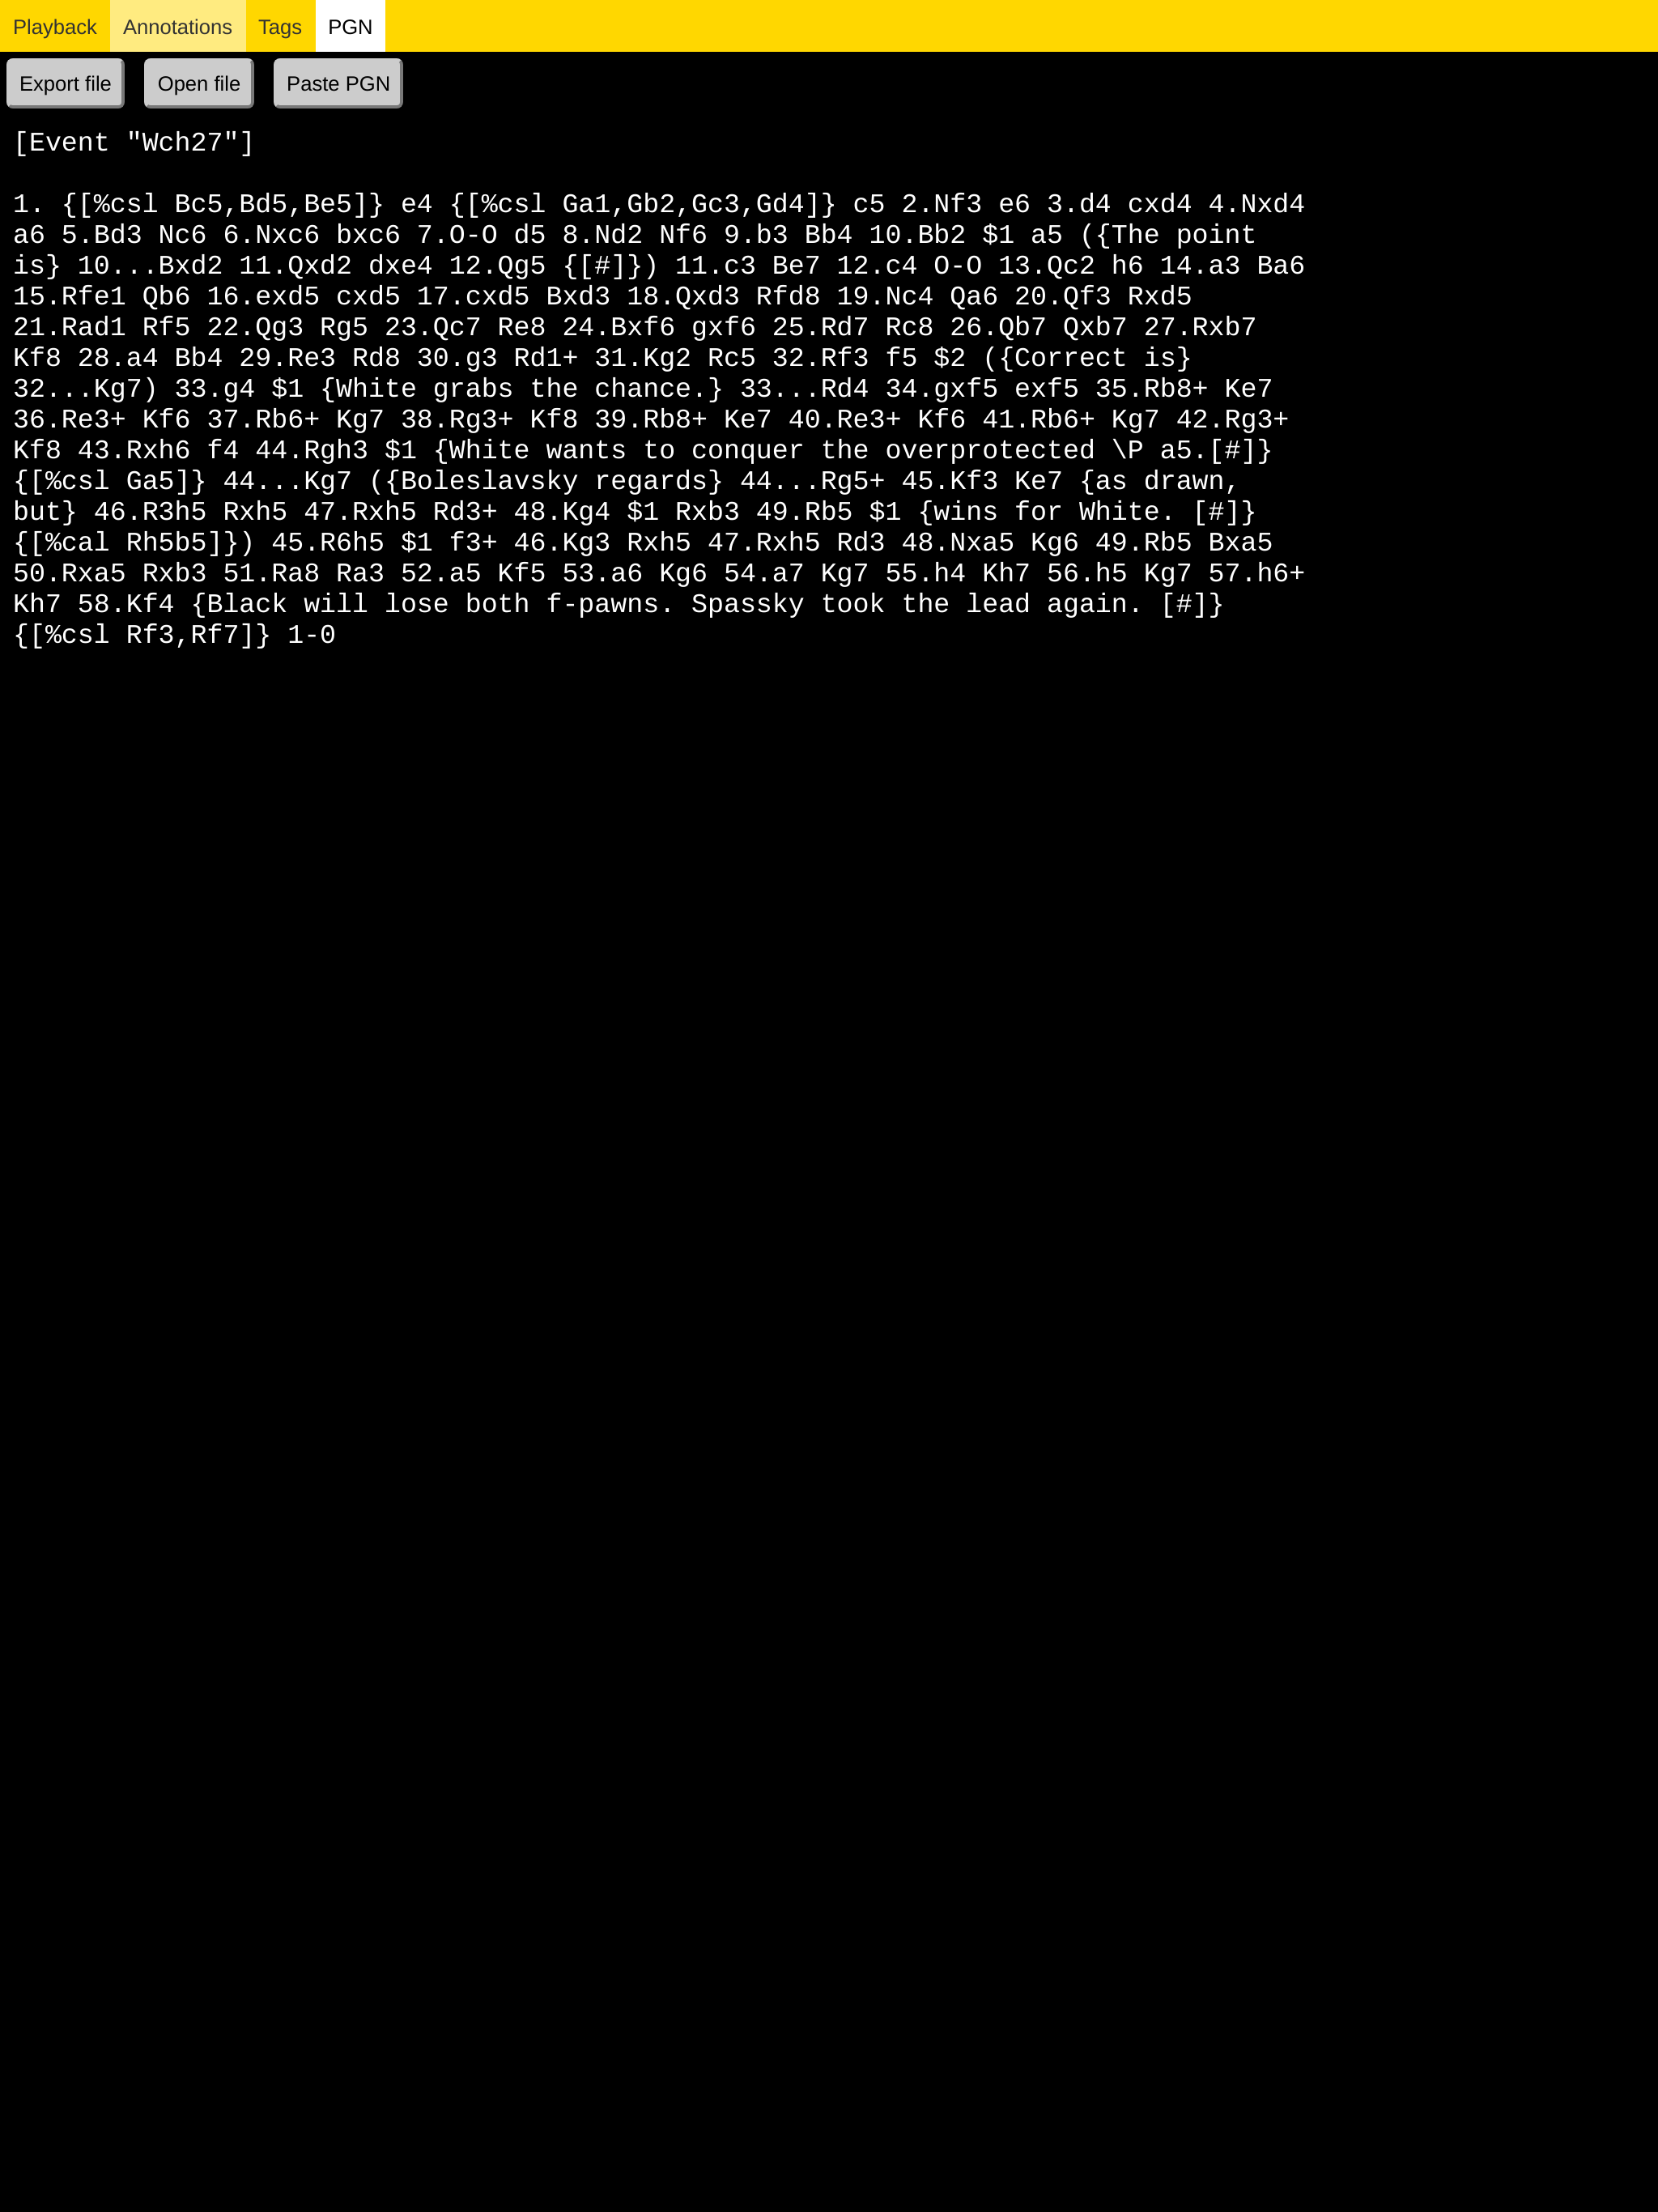 Playback Annotations Tags PGN
Export file Open file Paste PGN
[Event "Wch27"]
1. {[%csl Bc5,Bd5,Be5]} e4 {[%csl Ga1,Gb2,Gc3,Gd4]} c5 2.Nf3 e6 3.d4 cxd4 4.Nxd4
a6 5.Bd3 Nc6 6.Nxc6 bxc6 7.O-O d5 8.Nd2 Nf6 9.b3 Bb4 10.Bb2 $1 a5 ({The point
is} 10...Bxd2 11.Qxd2 dxe4 12.Qg5 {[#]}) 11.c3 Be7 12.c4 O-O 13.Qc2 h6 14.a3 Ba6
15.Rfe1 Qb6 16.exd5 cxd5 17.cxd5 Bxd3 18.Qxd3 Rfd8 19.Nc4 Qa6 20.Qf3 Rxd5
21.Rad1 Rf5 22.Qg3 Rg5 23.Qc7 Re8 24.Bxf6 gxf6 25.Rd7 Rc8 26.Qb7 Qxb7 27.Rxb7
Kf8 28.a4 Bb4 29.Re3 Rd8 30.g3 Rd1+ 31.Kg2 Rc5 32.Rf3 f5 $2 ({Correct is}
32...Kg7) 33.g4 $1 {White grabs the chance.} 33...Rd4 34.gxf5 exf5 35.Rb8+ Ke7
36.Re3+ Kf6 37.Rb6+ Kg7 38.Rg3+ Kf8 39.Rb8+ Ke7 40.Re3+ Kf6 41.Rb6+ Kg7 42.Rg3+
Kf8 43.Rxh6 f4 44.Rgh3 $1 {White wants to conquer the overprotected \P a5.[#]}
{[%csl Ga5]} 44...Kg7 ({Boleslavsky regards} 44...Rg5+ 45.Kf3 Ke7 {as drawn,
but} 46.R3h5 Rxh5 47.Rxh5 Rd3+ 48.Kg4 $1 Rxb3 49.Rb5 $1 {wins for White. [#]}
{[%cal Rh5b5]}) 45.R6h5 $1 f3+ 46.Kg3 Rxh5 47.Rxh5 Rd3 48.Nxa5 Kg6 49.Rb5 Bxa5
50.Rxa5 Rxb3 51.Ra8 Ra3 52.a5 Kf5 53.a6 Kg6 54.a7 Kg7 55.h4 Kh7 56.h5 Kg7 57.h6+
Kh7 58.Kf4 {Black will lose both f-pawns. Spassky took the lead again. [#]}
{[%csl Rf3,Rf7]} 1-0